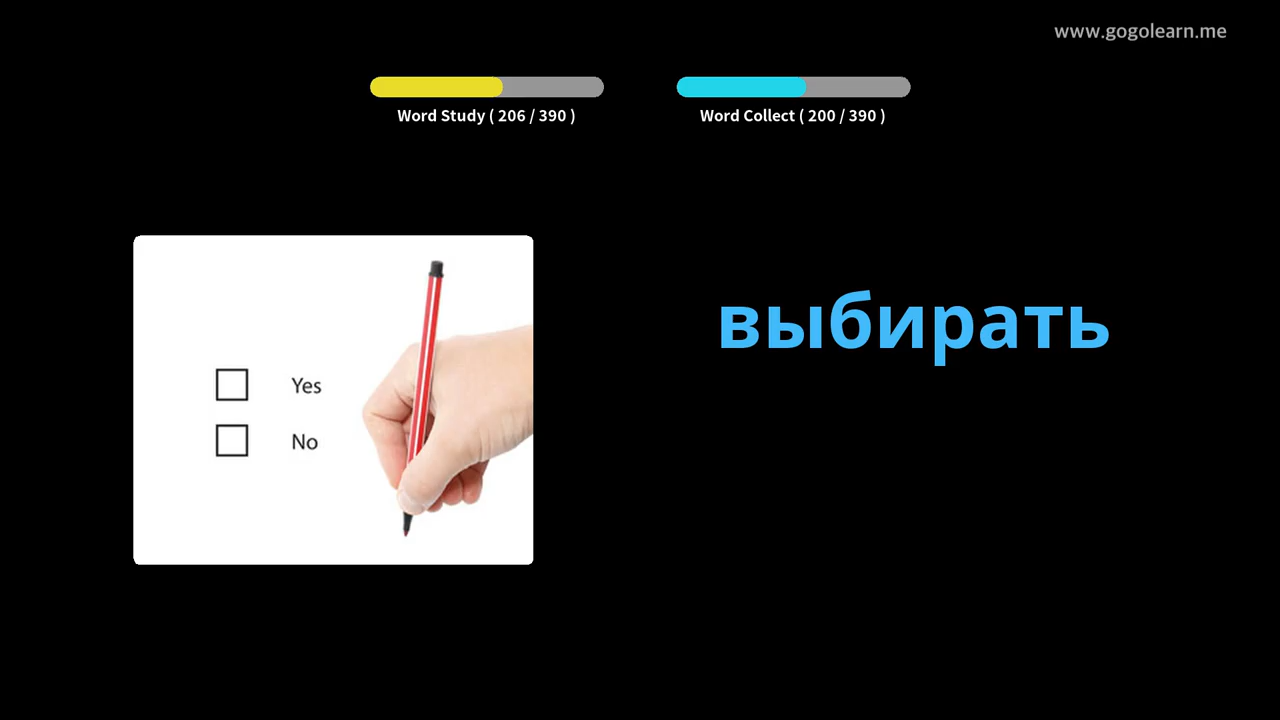 www.gogolearn.me
Word Study ( 206 / 390 )
Word Collect ( 200 / 390 )
выбирать
Yes
No